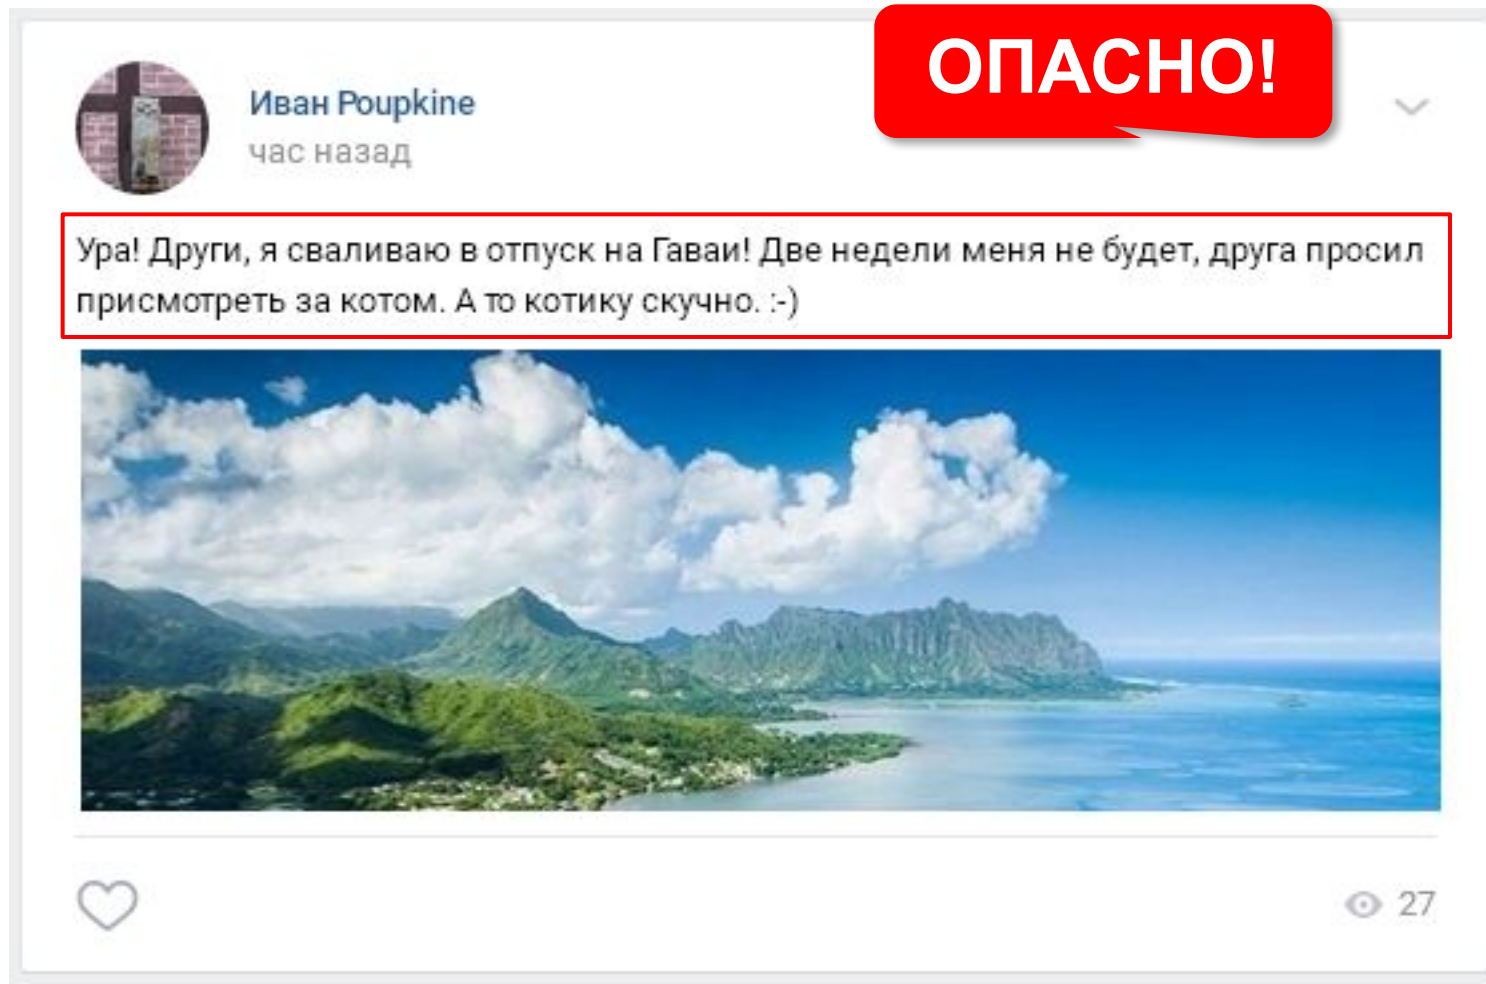 ОПАСНО!
Иван Poupkine
час назад
Ура! Други, я сваливаю в отпуск на Гаваи! Две недели меня не будет, друга просил
присмотреть за котом. А то котику скучно. :-)
27